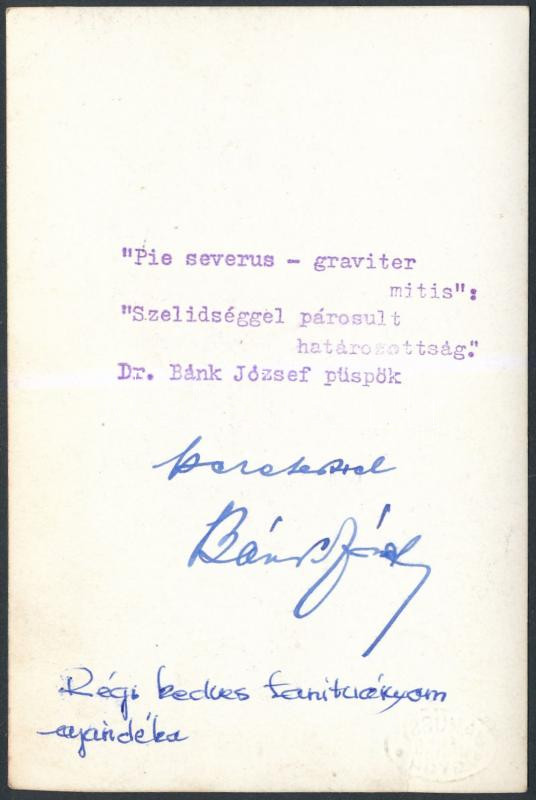 "Pie severus - graviter
mitis":
"Szelidséggel párosult
határozottság."
Dr. Bánk József püspök
szeretettel
Bánk József
Régi kedves tanítványom
ajándéka